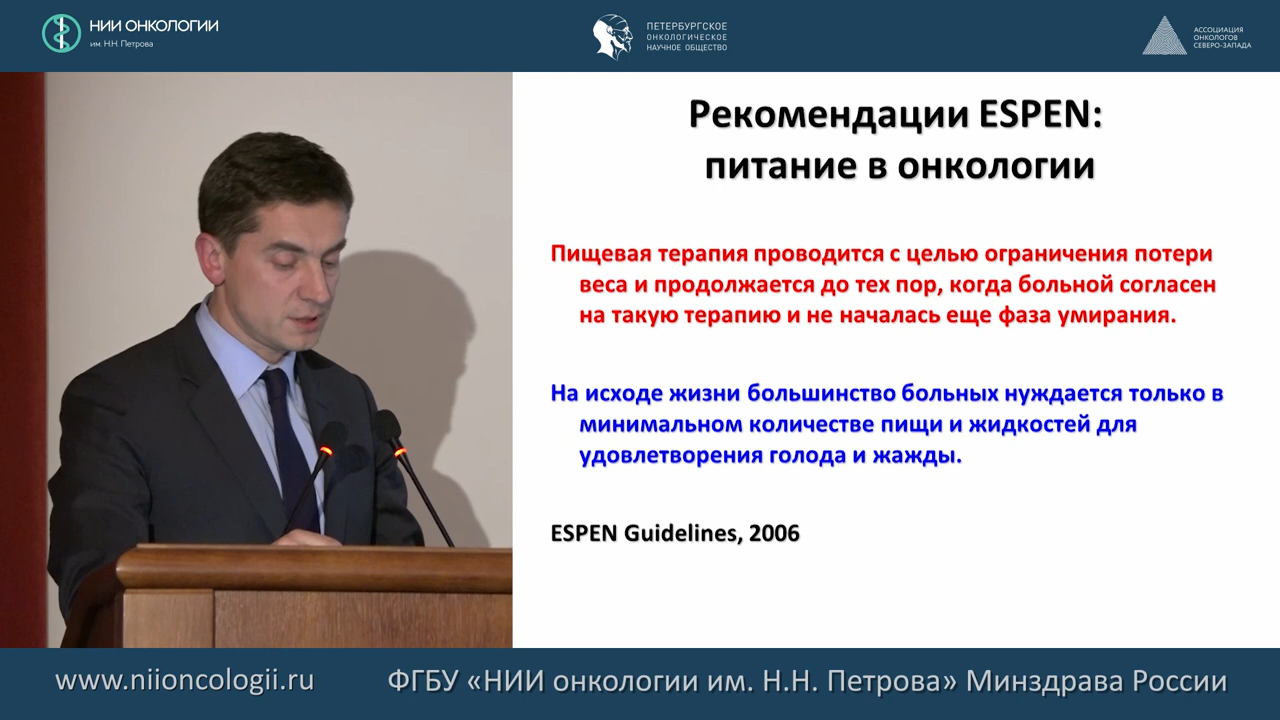 НИИ ОНКОЛОГИИ
им. Н.Н. Петрова
ПЕТЕРБУРГСКОЕ
ОНКОЛОГИЧЕСКОЕ
НАУЧНОЕ ОБЩЕСТВО
АССОЦИАЦИЯ
ОНКОЛОГОВ
СЕВЕРО-ЗАПАДА
Рекомендации ESPEN:
питание в онкологии
Пищевая терапия проводится с целью ограничения потери
веса и продолжается до тех пор, когда больной согласен
на такую терапию и не началась еще фаза умирания.
На исходе жизни большинство больных нуждается только в
минимальном количестве пищи и жидкостей для
удовлетворения голода и жажды.
ESPEN Guidelines, 2006
www.niioncologii.ru
ФГБУ «НИИ онкологии им. Н.Н. Петрова» Минздрава России